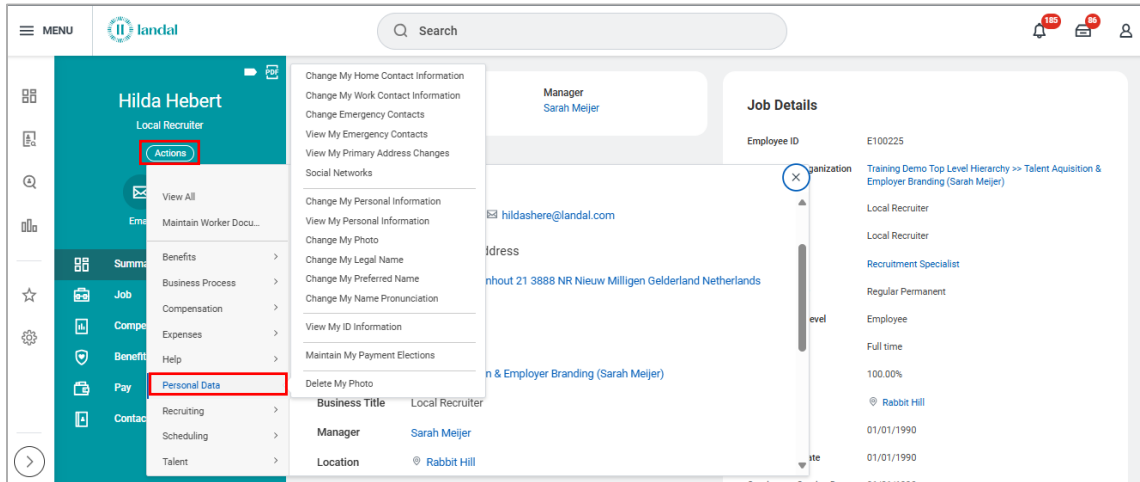 MENU
landal
Search
185
86
PDF
Hilda Hebert
Local Recruiter
Actions
Summa
Job
Compe
Benefit
Pay
Contac
View All
Maintain Worker Docu...
Benefits
Business Process
Compensation
Expenses
Help
Personal Data
Recruiting
Scheduling
Talent
Change My Home Contact Information
Change My Work Contact Information
Change Emergency Contacts
View My Emergency Contacts
View My Primary Address Changes
Social Networks
Change My Personal Information
View My Personal Information
Change My Photo
Change My Legal Name
Change My Preferred Name
Change My Name Pronunciation
View My ID Information
Maintain My Payment Elections
Delete My Photo
Manager
Sarah Meijer
hildashere@landal.com
ddress
nhout 21 3888 NR Nieuw Milligen Gelderland Netherlands
n & Employer Branding (Sarah Meijer)
Business Title Local Recruiter
Manager Sarah Meijer
Location Rabbit Hill
Job Details
Employee ID E100225
ganization Training Demo Top Level Hierarchy >> Talent Aquisition &
Employer Branding (Sarah Meijer)
Local Recruiter
Local Recruiter
Recruitment Specialist
Regular Permanent
evel Employee
Full time
100.00%
Rabbit Hill
01/01/1990
ate 01/01/1990